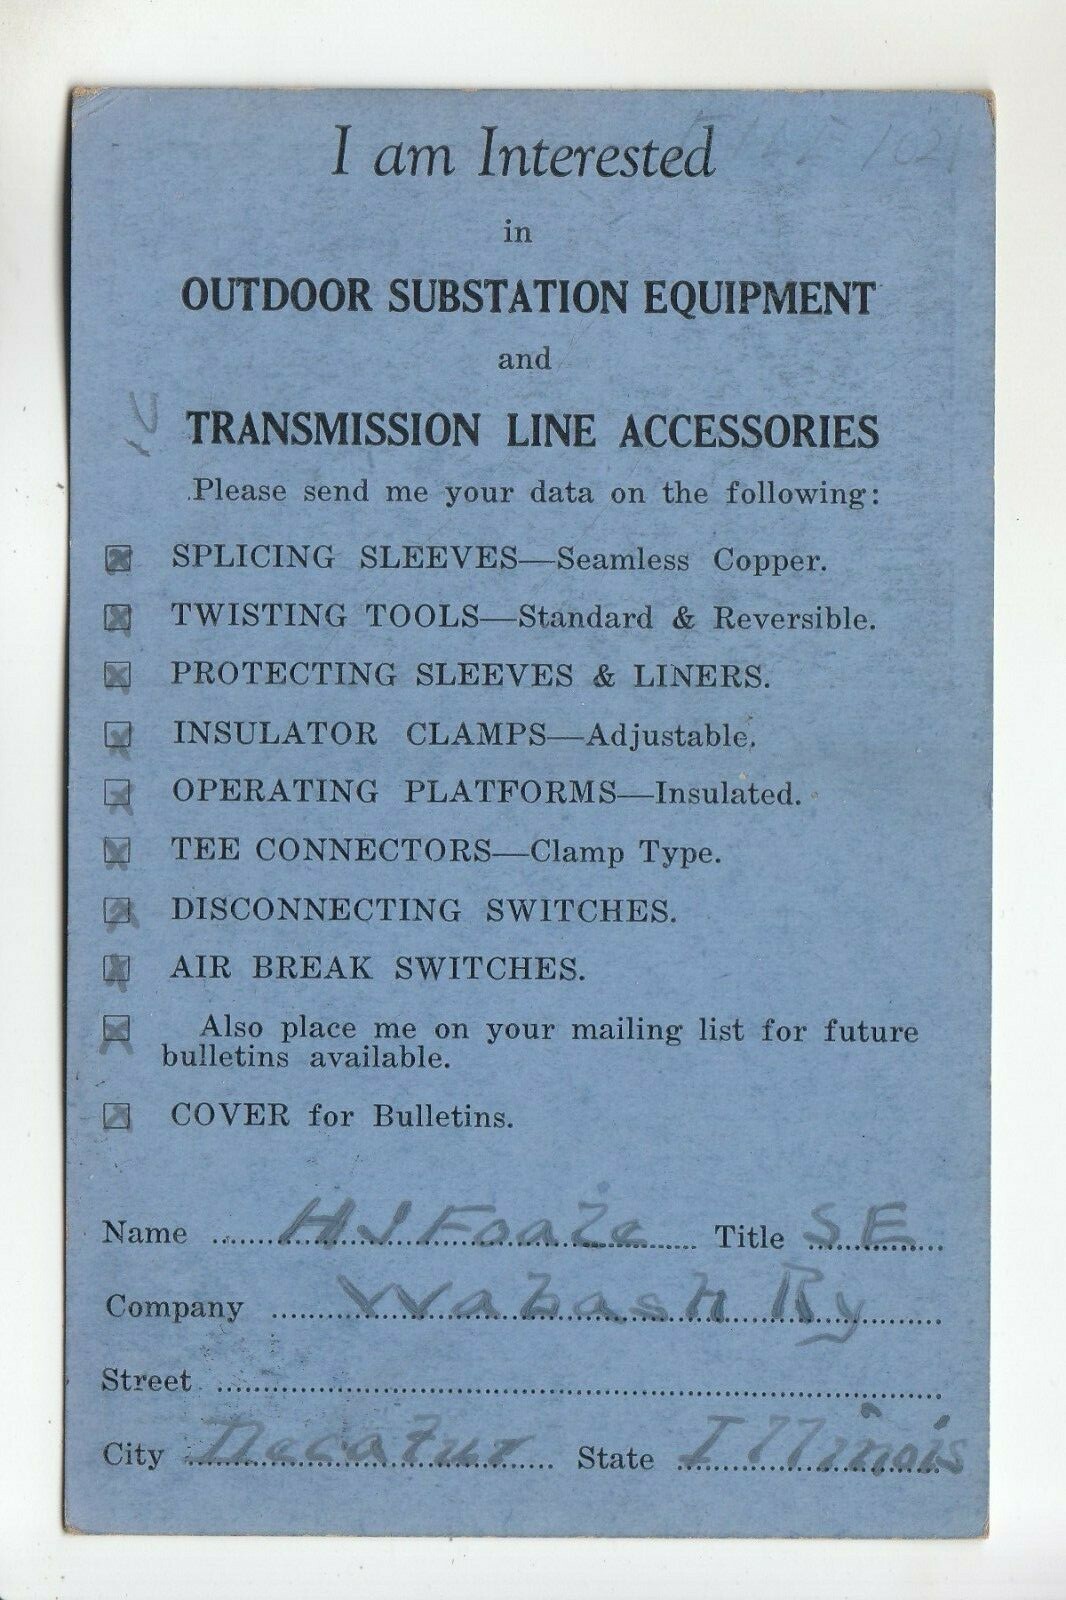 I am Interested
in
OUTDOOR SUBSTATION EQUIPMENT
and
TRANSMISSION LINE ACCESSORIES
Please send me your data on the following:
SPLICING SLEEVES—Seamless Copper.
TWISTING TOOLS—Standard & Reversible.
PROTECTING SLEEVES & LINERS.
INSULATOR CLAMPS—Adjustable.
OPERATING PLATFORMS—Insulated.
TEE CONNECTORS—Clamp Type.
DISCONNECTING SWITCHES.
AIR BREAK SWITCHES.
Also place me on your mailing list for future
bulletins available.
COVER for Bulletins.
Name H J Title S E
Company Wabash Ry
Street
City Decatur State Illinois